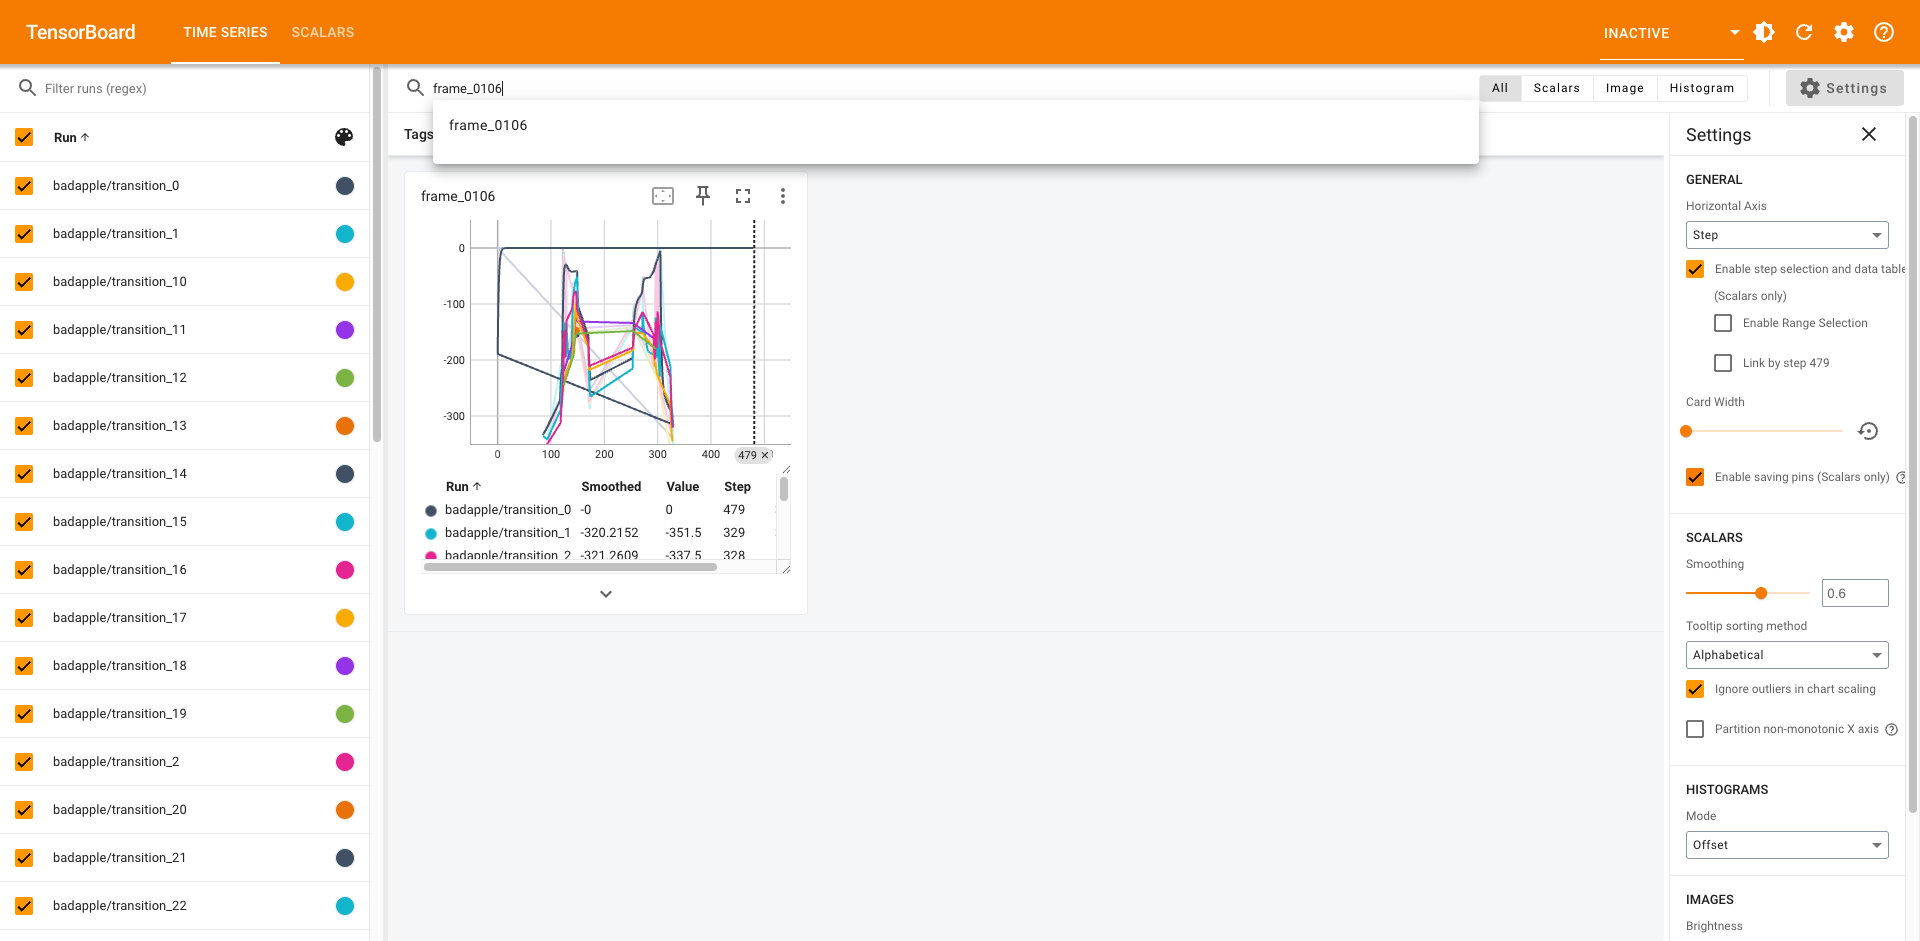 TensorBoard
TIME SERIES
SCALARS
INACTIVE
Filter runs (regex)
frame_0106
All
Scalars
Image
Histogram
Settings
Run
badapple/transition_0
badapple/transition_1
badapple/transition_10
badapple/transition_11
badapple/transition_12
badapple/transition_13
badapple/transition_14
badapple/transition_15
badapple/transition_16
badapple/transition_17
badapple/transition_18
badapple/transition_19
badapple/transition_2
badapple/transition_20
badapple/transition_21
badapple/transition_22
frame_0106
Tags
frame_0106
0
-100
-200
-300
0
100
200
300
400
479
Run Smoothed Value Step
badapple/transition_0 -0 0 479
badapple/transition_1 -320.2152 -351.5 329
badapple/transition_2 -321.2609 -337.5 328
Settings
GENERAL
Horizontal Axis
Step
Enable step selection and data table
(Scalars only)
Enable Range Selection
Link by step 479
Card Width
Enable saving pins (Scalars only)
SCALARS
Smoothing
0.6
Tooltip sorting method
Alphabetical
Ignore outliers in chart scaling
Partition non-monotonic X axis
HISTOGRAMS
Mode
Offset
IMAGES
Brightness